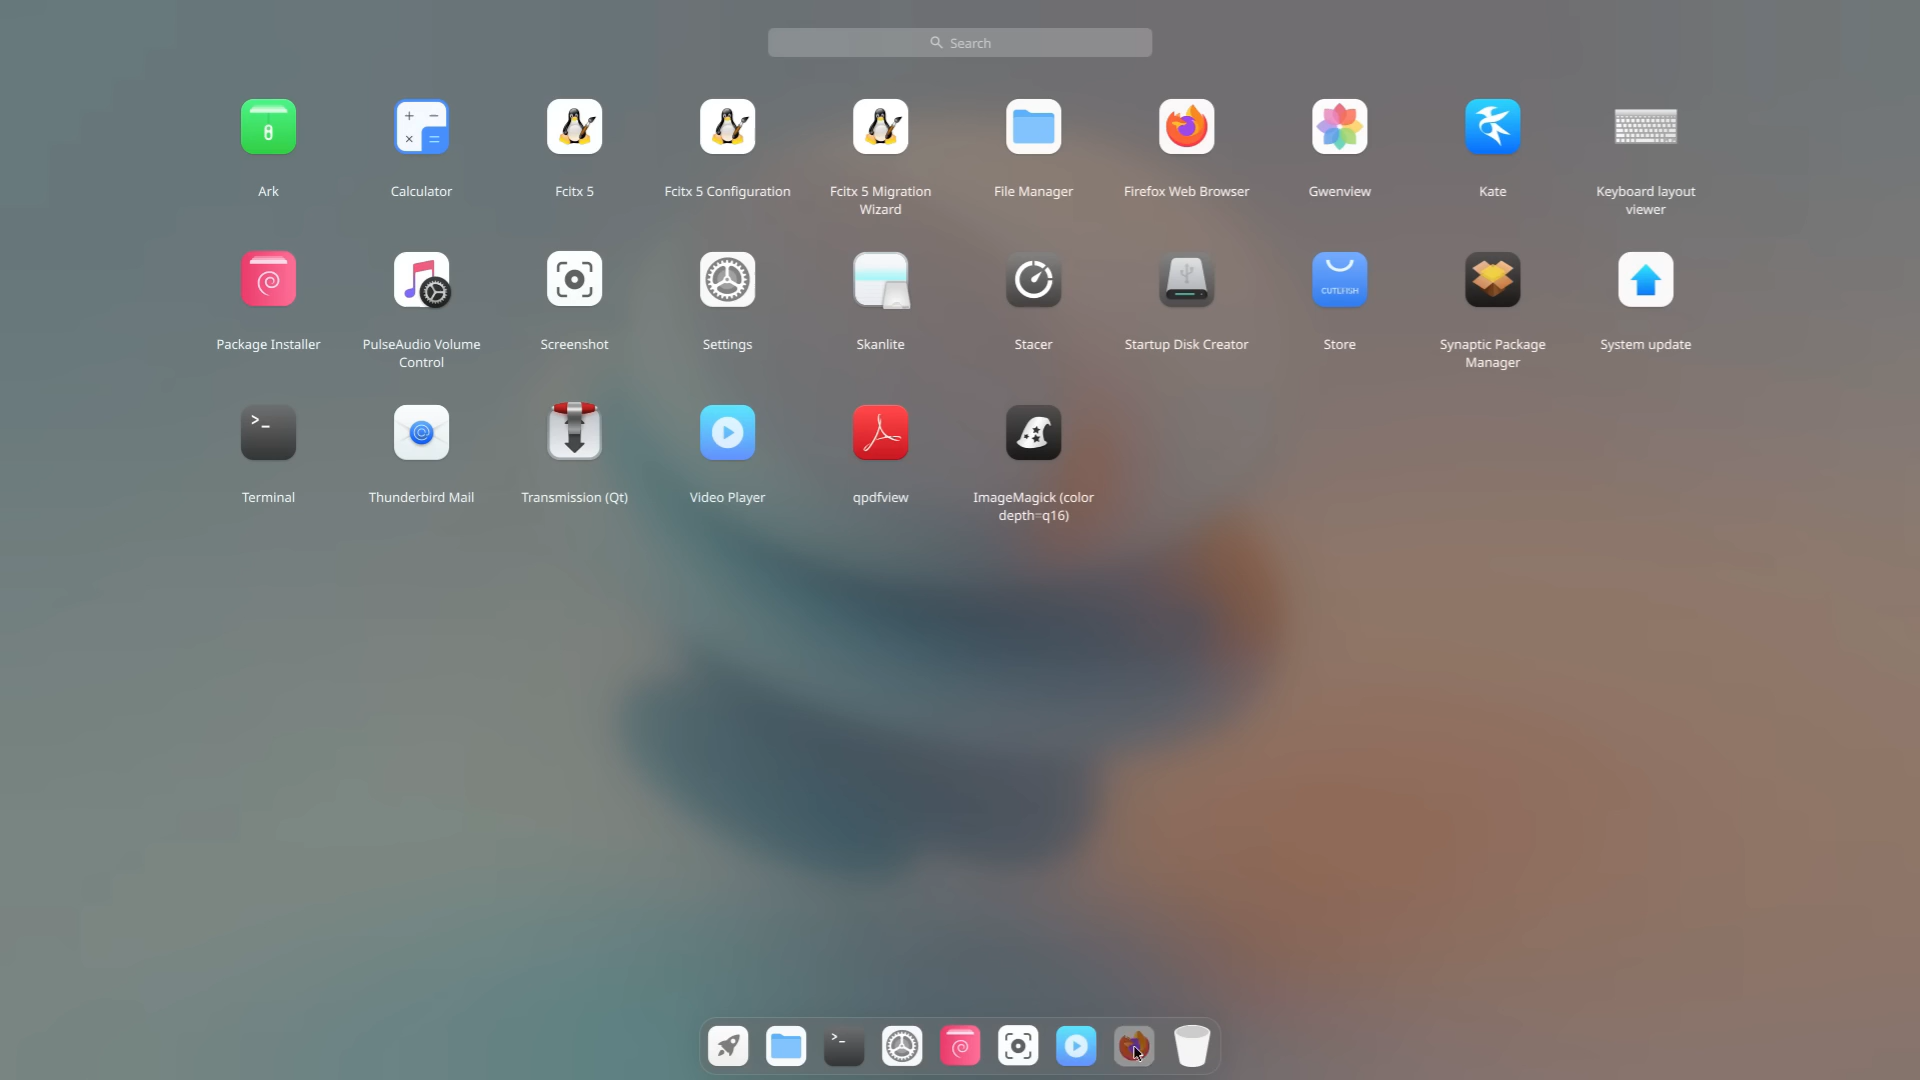 Search
Ark
Calculator
Fcitx 5
Fcitx 5 Configuration
Fcitx 5 Migration
Wizard
File Manager
Firefox Web Browser
Gwenview
Kate
Keyboard layout
viewer
CUTEFISH
Package Installer
PulseAudio Volume
Control
Screenshot
Settings
Skanlite
Stacer
Startup Disk Creator
Store
Synaptic Package
Manager
System update
>_
Terminal
Thunderbird Mail
Transmission (Qt)
Video Player
qpdfview
ImageMagick (color
depth=q16)
>_